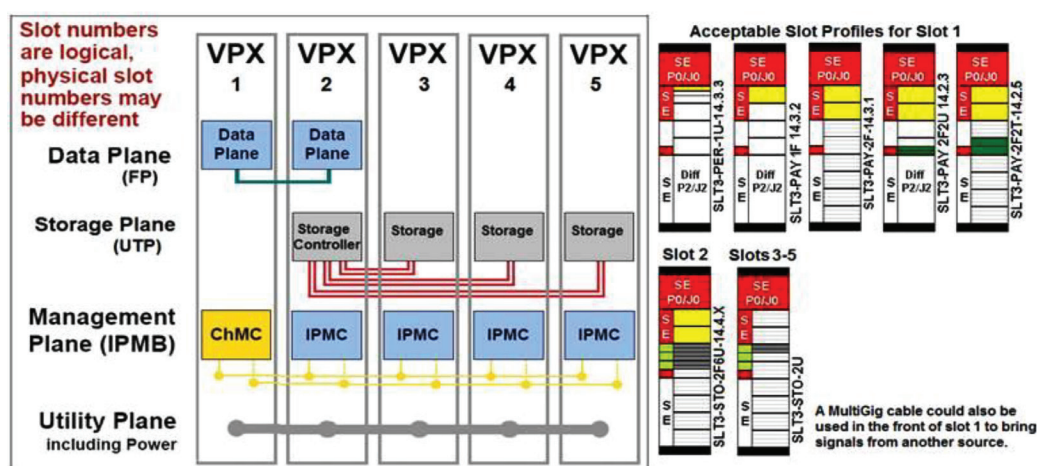 Slot numbers
are logical,
physical slot
numbers may
be different
VPX
1
VPX
2
VPX
3
VPX
4
VPX
5
Data Plane
(FP)
Data
Plane
Data
Plane
Storage Plane
(UTP)
Storage
Controller
Storage
Storage
Storage
Management
Plane (IPMB)
ChMC
IPMC
IPMC
IPMC
IPMC
Utility Plane
including Power
Acceptable Slot Profiles for Slot 1
SE
P0/J0
S
E
Diff
P2/J2
S
E
SLT3-PER-1U-14.3.3
SE
P0/J0
S
E
Diff
P2/J2
S
E
SLT3-PAY 1F 14.3.2
SE
P0/J0
S
E
S
E
SLT3-PAY-2F-14.3.1
SE
P0/J0
S
E
Diff
P2/J2
S
E
SLT3-PAY 2F2U 14.2.3
SE
P0/J0
S
E
S
E
SLT3-PAY-2F2T-14.2.5
Slot 2
SE
P0/J0
S
E
S
E
SLT3-STO-2F6U-14.4.X
Slots 3-5
SE
P0/J0
S
E
S
E
SLT3-STO-2U
A MultiGig cable could also be
used in the front of slot 1 to bring
signals from another source.